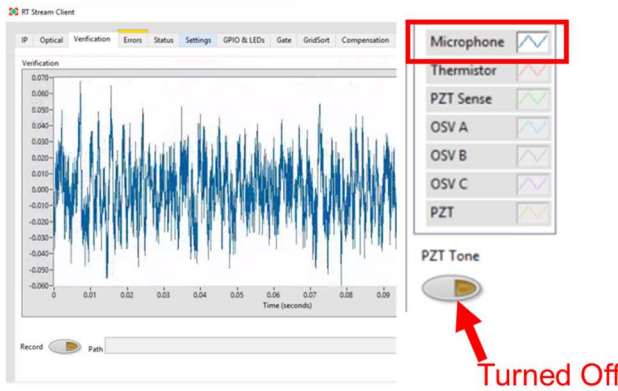 RT Stream Client
IP Optical Verification Errors Status Settings GPIO & LEDs Gate GridSort Compensation
Verification
0.070
0.060
0.050
0.040
0.030
0.020
0.010
0.000
-0.010
-0.020
-0.030
-0.040
-0.050
-0.060
0 0.01 0.02 0.03 0.04 0.05 0.06 0.07 0.08 0.09
Time (seconds)
Record Path
Microphone
Thermistor
PZT Sense
OSV A
OSV B
OSV C
PZT
PZT Tone
Turned Off